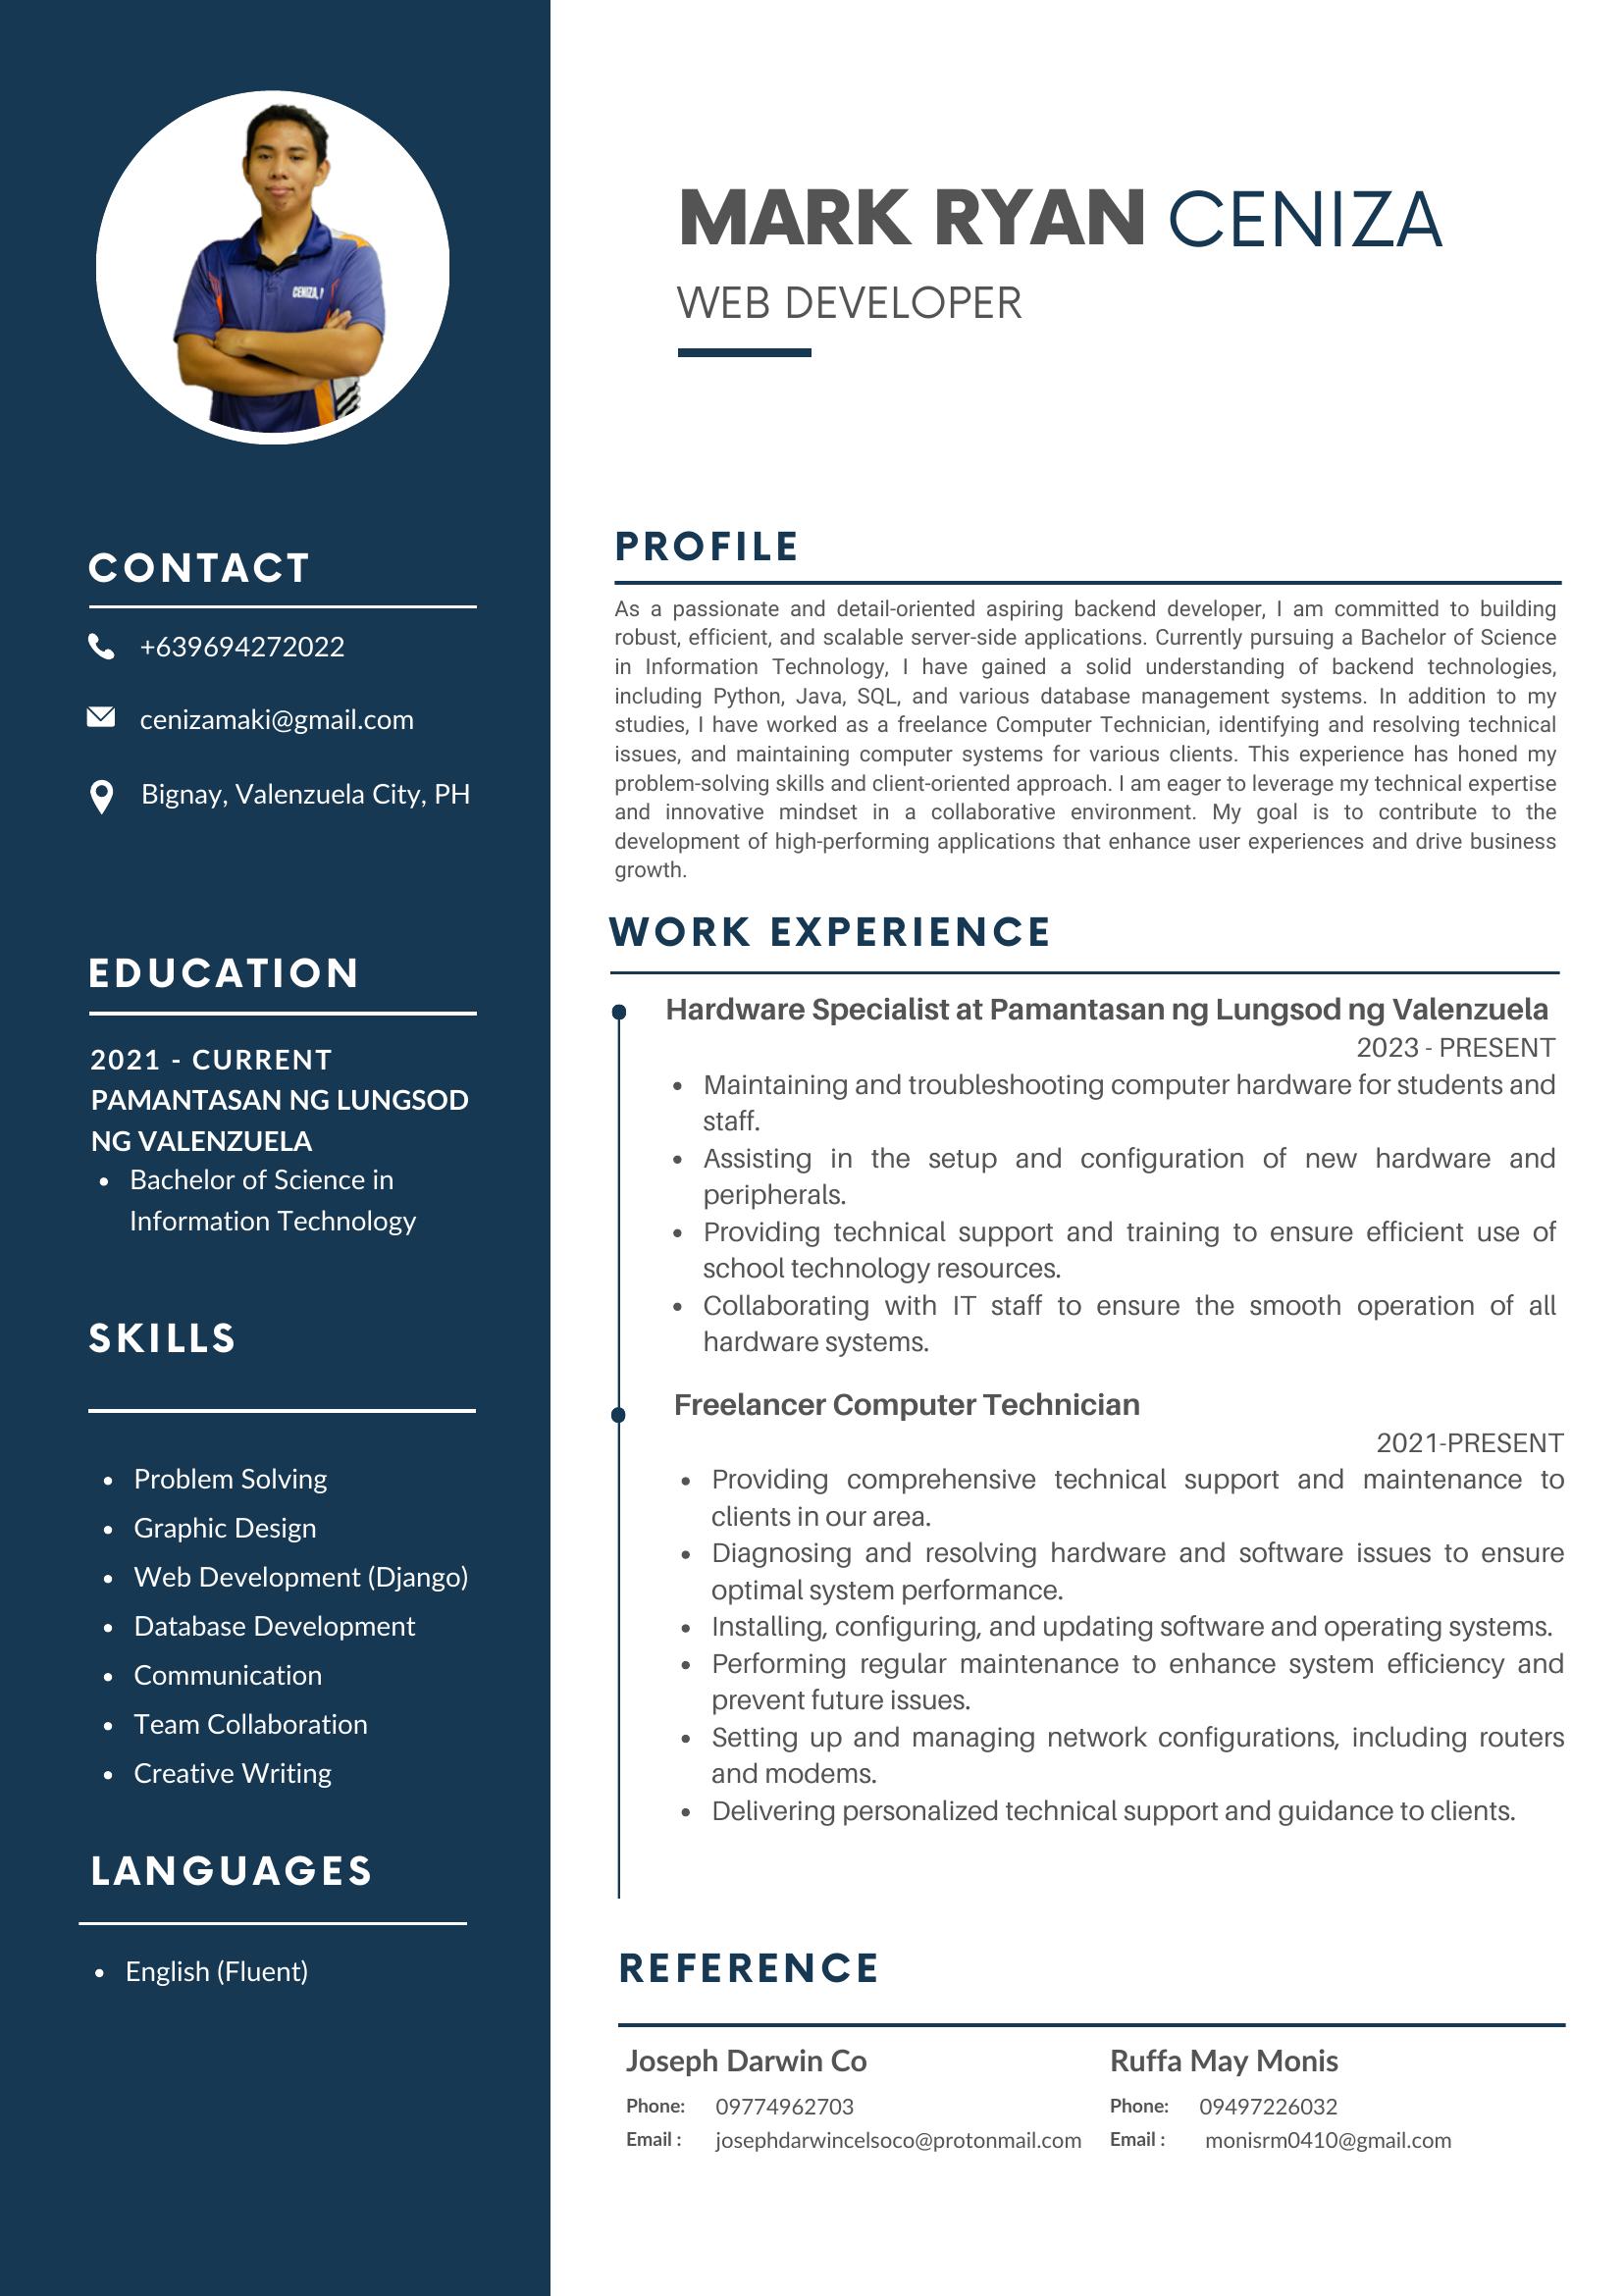 CENIZA,
MARK RYAN CENIZA
WEB DEVELOPER
CONTACT
+639694272022
cenizamaki@gmail.com
Bignay, Valenzuela City, PH
EDUCATION
2021 - CURRENT
PAMANTASAN NG LUNGSOD
NG VALENZUELA
• Bachelor of Science in
Information Technology
SKILLS
• Problem Solving
• Graphic Design
• Web Development (Django)
• Database Development
• Communication
• Team Collaboration
• Creative Writing
LANGUAGES
• English (Fluent)
PROFILE
As a passionate and detail-oriented aspiring backend developer, I am committed to building
robust, efficient, and scalable server-side applications. Currently pursuing a Bachelor of Science
in Information Technology, I have gained a solid understanding of backend technologies,
including Python, Java, SQL, and various database management systems. In addition to my
studies, I have worked as a freelance Computer Technician, identifying and resolving technical
issues, and maintaining computer systems for various clients. This experience has honed my
problem-solving skills and client-oriented approach. I am eager to leverage my technical expertise
and innovative mindset in a collaborative environment. My goal is to contribute to the
development of high-performing applications that enhance user experiences and drive business
growth.
WORK EXPERIENCE
Hardware Specialist at Pamantasan ng Lungsod ng Valenzuela
2023 - PRESENT
• Maintaining and troubleshooting computer hardware for students and
staff.
• Assisting in the setup and configuration of new hardware and
peripherals.
• Providing technical support and training to ensure efficient use of
school technology resources.
• Collaborating with IT staff to ensure the smooth operation of all
hardware systems.
Freelancer Computer Technician
2021-PRESENT
• Providing comprehensive technical support and maintenance to
clients in our area.
• Diagnosing and resolving hardware and software issues to ensure
optimal system performance.
• Installing, configuring, and updating software and operating systems.
• Performing regular maintenance to enhance system efficiency and
prevent future issues.
• Setting up and managing network configurations, including routers
and modems.
• Delivering personalized technical support and guidance to clients.
REFERENCE
Joseph Darwin Co
Phone: 09774962703
Email : josephdarwincelsoco@protonmail.com
Ruffa May Monis
Phone: 09497226032
Email : monisrm0410@gmail.com